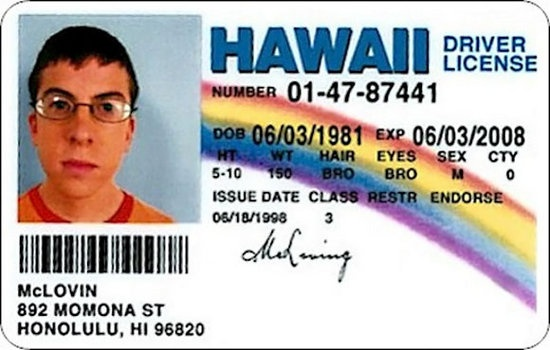 HAWAII DRIVER LICENSE
NUMBER 01-47-87441
DOB 06/03/1981 EXP 06/03/2008
HT WT HAIR EYES SEX CTY
5-10 150 BRO BRO M 0
ISSUE DATE CLASS RESTR ENDORSE
06/18/1998 3
McLOVIN
892 MOMONA ST
HONOLULU, HI 96820